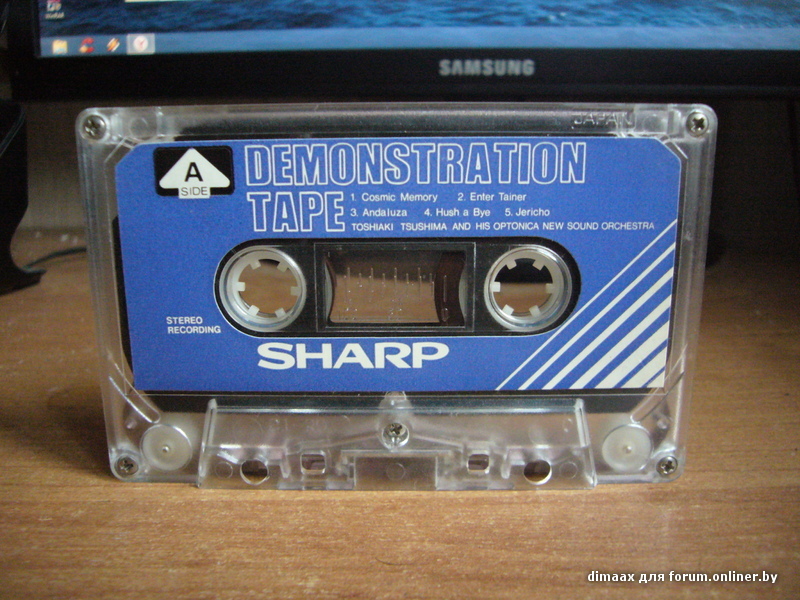 SAMSUNG
JAPAN
A
SIDE
DEMONSTRATION
TAPE
1. Cosmic Memory 2. Enter Tainer
3. Andaluza 4. Hush a Bye 5. Jericho
TOSHIAKI TSUSHIMA AND HIS OPTONICA NEW SOUND ORCHESTRA
STEREO
RECORDING
SHARP
dimaax для forum.onliner.by